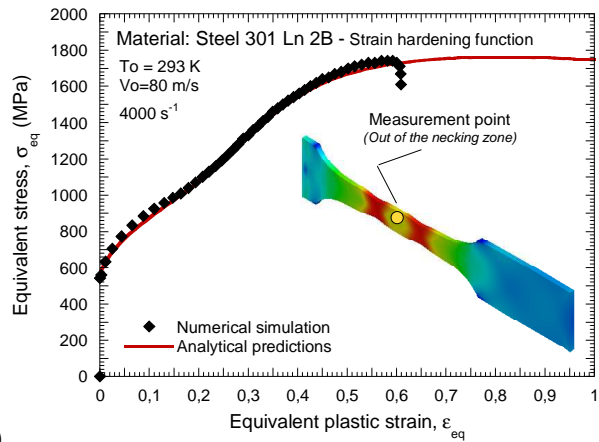 Material: Steel 301 Ln 2B - Strain hardening function
To = 293 K
Vo=80 m/s
4000 s⁻¹
Measurement point
(Out of the necking zone)
Numerical simulation
Analytical predictions
Equivalent stress, σeq (MPa)
2000
1800
1600
1400
1200
1000
800
600
400
200
0
0 0,1 0,2 0,3 0,4 0,5 0,6 0,7 0,8 0,9 1
Equivalent plastic strain, εeq
)